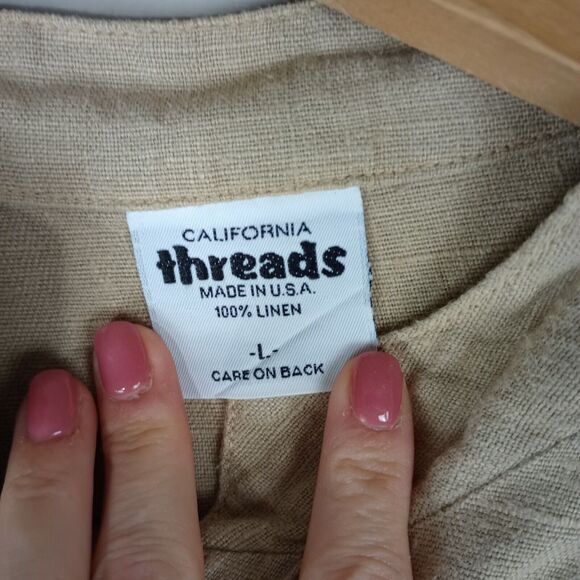 CALIFORNIA
threads
MADE IN U.S.A.
100% LINEN
-L-
CARE ON BACK